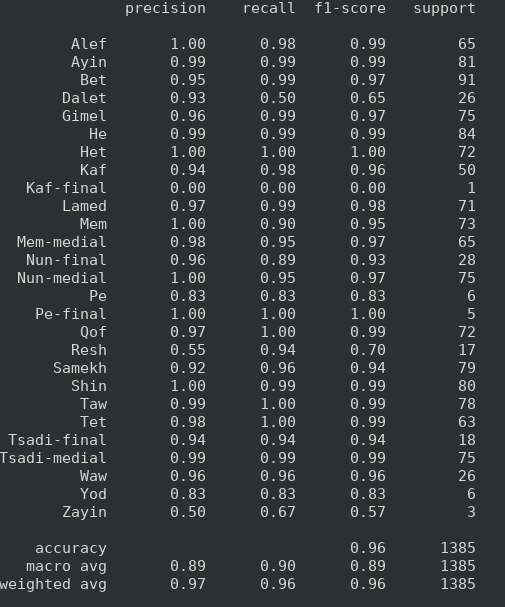 precision recall f1-score support
Alef 1.00 0.98 0.99 65
Ayin 0.99 0.99 0.99 81
Bet 0.95 0.99 0.97 91
Dalet 0.93 0.50 0.65 26
Gimel 0.96 0.99 0.97 75
He 0.99 0.99 0.99 84
Het 1.00 1.00 1.00 72
Kaf 0.94 0.98 0.96 50
Kaf-final 0.00 0.00 0.00 1
Lamed 0.97 0.99 0.98 71
Mem 1.00 0.90 0.95 73
Mem-medial 0.98 0.95 0.97 65
Nun-final 0.96 0.89 0.93 28
Nun-medial 1.00 0.95 0.97 75
Pe 0.83 0.83 0.83 6
Pe-final 1.00 1.00 1.00 5
Qof 0.97 1.00 0.99 72
Resh 0.55 0.94 0.70 17
Samekh 0.92 0.96 0.94 79
Shin 1.00 0.99 0.99 80
Taw 0.99 1.00 0.99 78
Tet 0.98 1.00 0.99 63
Tsadi-final 0.94 0.94 0.94 18
Tsadi-medial 0.99 0.99 0.99 75
Waw 0.96 0.96 0.96 26
Yod 0.83 0.83 0.83 6
Zayin 0.50 0.67 0.57 3
accuracy 0.96 1385
macro avg 0.89 0.90 0.89 1385
weighted avg 0.97 0.96 0.96 1385